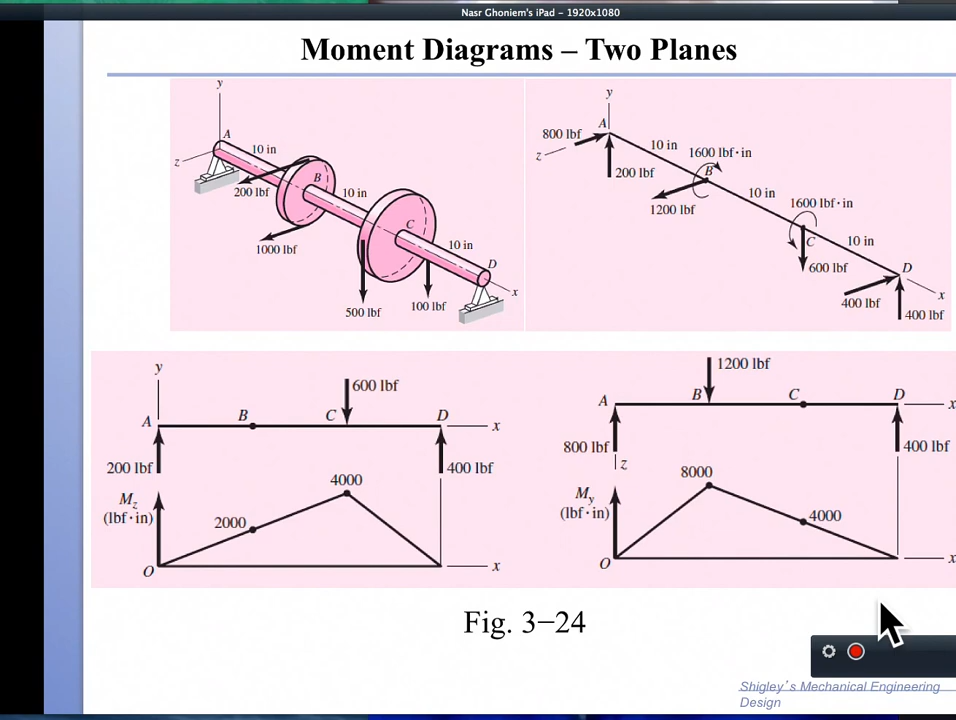 Nasr Ghoniem's iPad – 1920x1080
Moment Diagrams – Two Planes
y
A
10 in
z
B
200 lbf
10 in
1000 lbf
C
10 in
D
x
500 lbf
100 lbf
y
A
800 lbf
z
10 in
1600 lbf·in
200 lbf
B
10 in
1200 lbf
1600 lbf·in
C
10 in
600 lbf
D
x
400 lbf
400 lbf
y
600 lbf
A
B
C
D
x
200 lbf
400 lbf
Mz
(lbf·in)
4000
2000
O
x
1200 lbf
A
B
C
D
x
800 lbf
400 lbf
z
My
(lbf·in)
8000
4000
O
x
Fig. 3−24
Shigley's Mechanical Engineering
Design